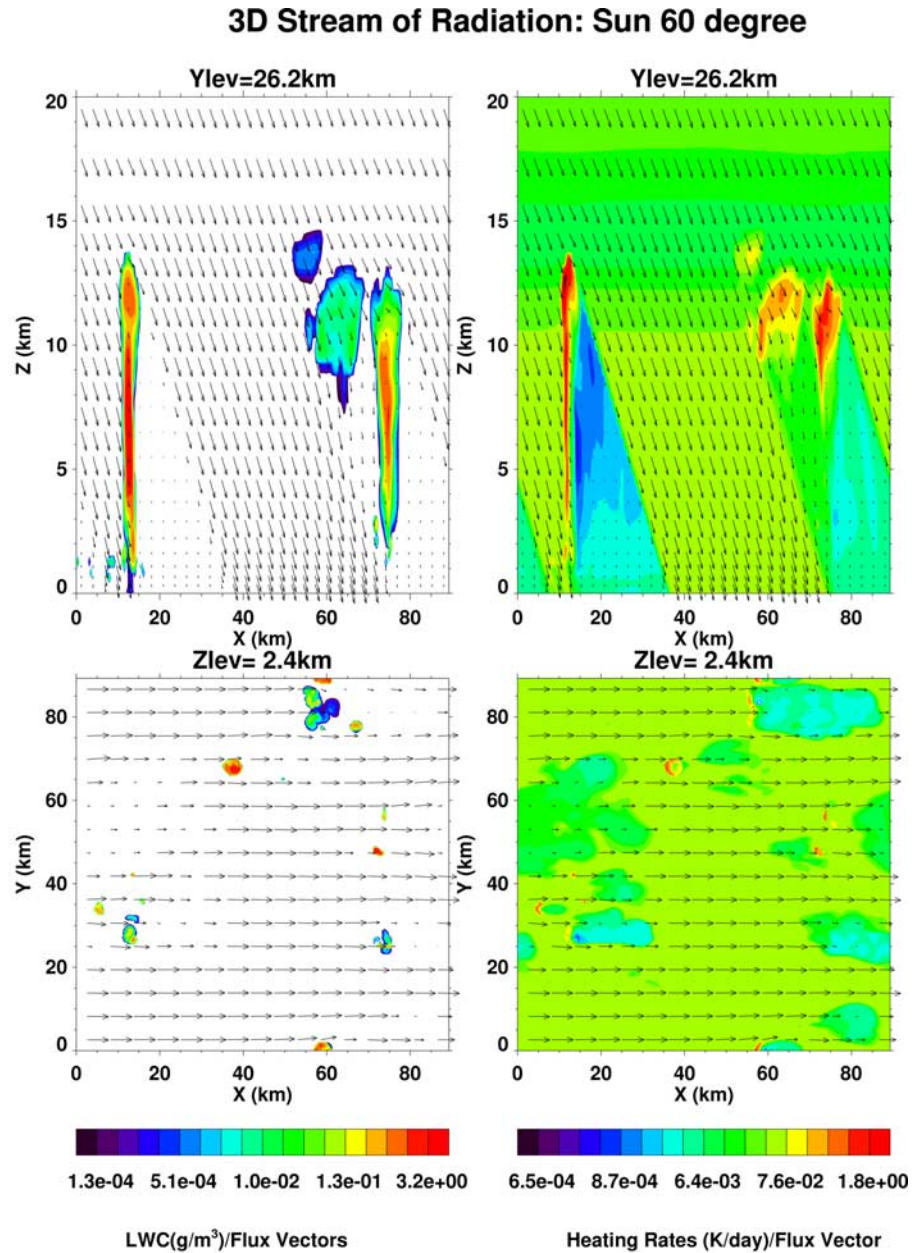 3D Stream of Radiation: Sun 60 degree
Ylev=26.2km
Ylev=26.2km
20
15
10
5
0
Z (km)
0 20 40 60 80
X (km)
20
15
10
5
0
Z (km)
0 20 40 60 80
X (km)
Zlev= 2.4km
Zlev= 2.4km
80
60
40
20
0
Y (km)
0 20 40 60 80
X (km)
80
60
40
20
0
Y (km)
0 20 40 60 80
X (km)
1.3e-04 5.1e-04 1.0e-02 1.3e-01 3.2e+00
6.5e-04 8.7e-04 6.4e-03 7.6e-02 1.8e+00
LWC(g/m³)/Flux Vectors
Heating Rates (K/day)/Flux Vector